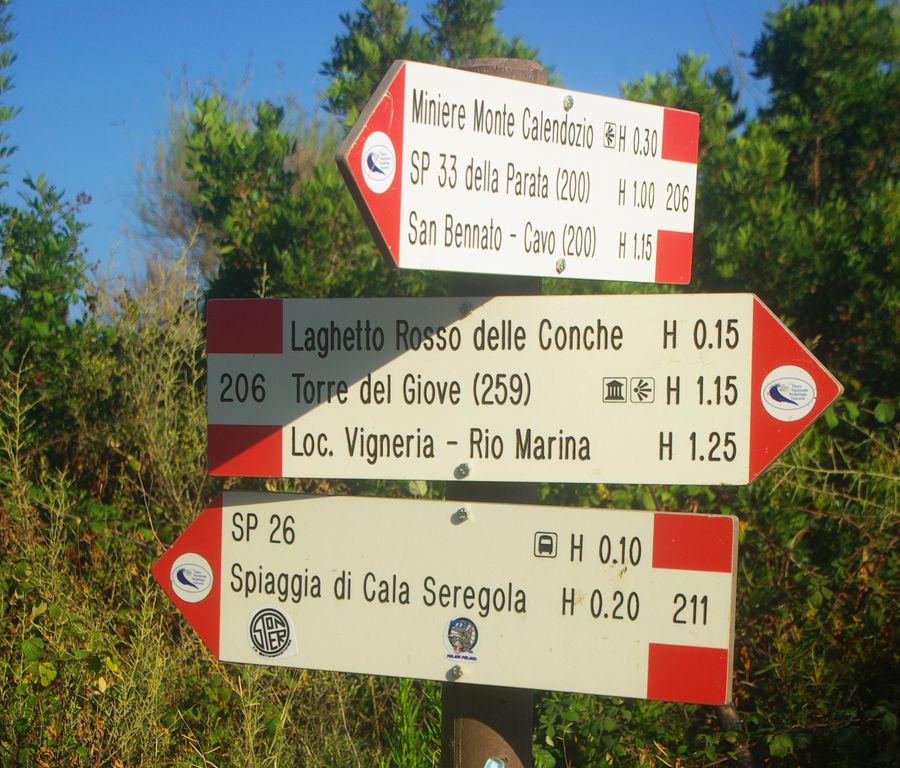 Miniere Monte Calendozio H 0.30
SP 33 della Parata (200) H 1.00 206
San Bennato - Cavo (200) H 1.15
Laghetto Rosso delle Conche H 0.15
206 Torre del Giove (259) H 1.15
Loc. Vigneria - Rio Marina H 1.25
SP 26 H 0.10
Spiaggia di Cala Seregola H 0.20 211